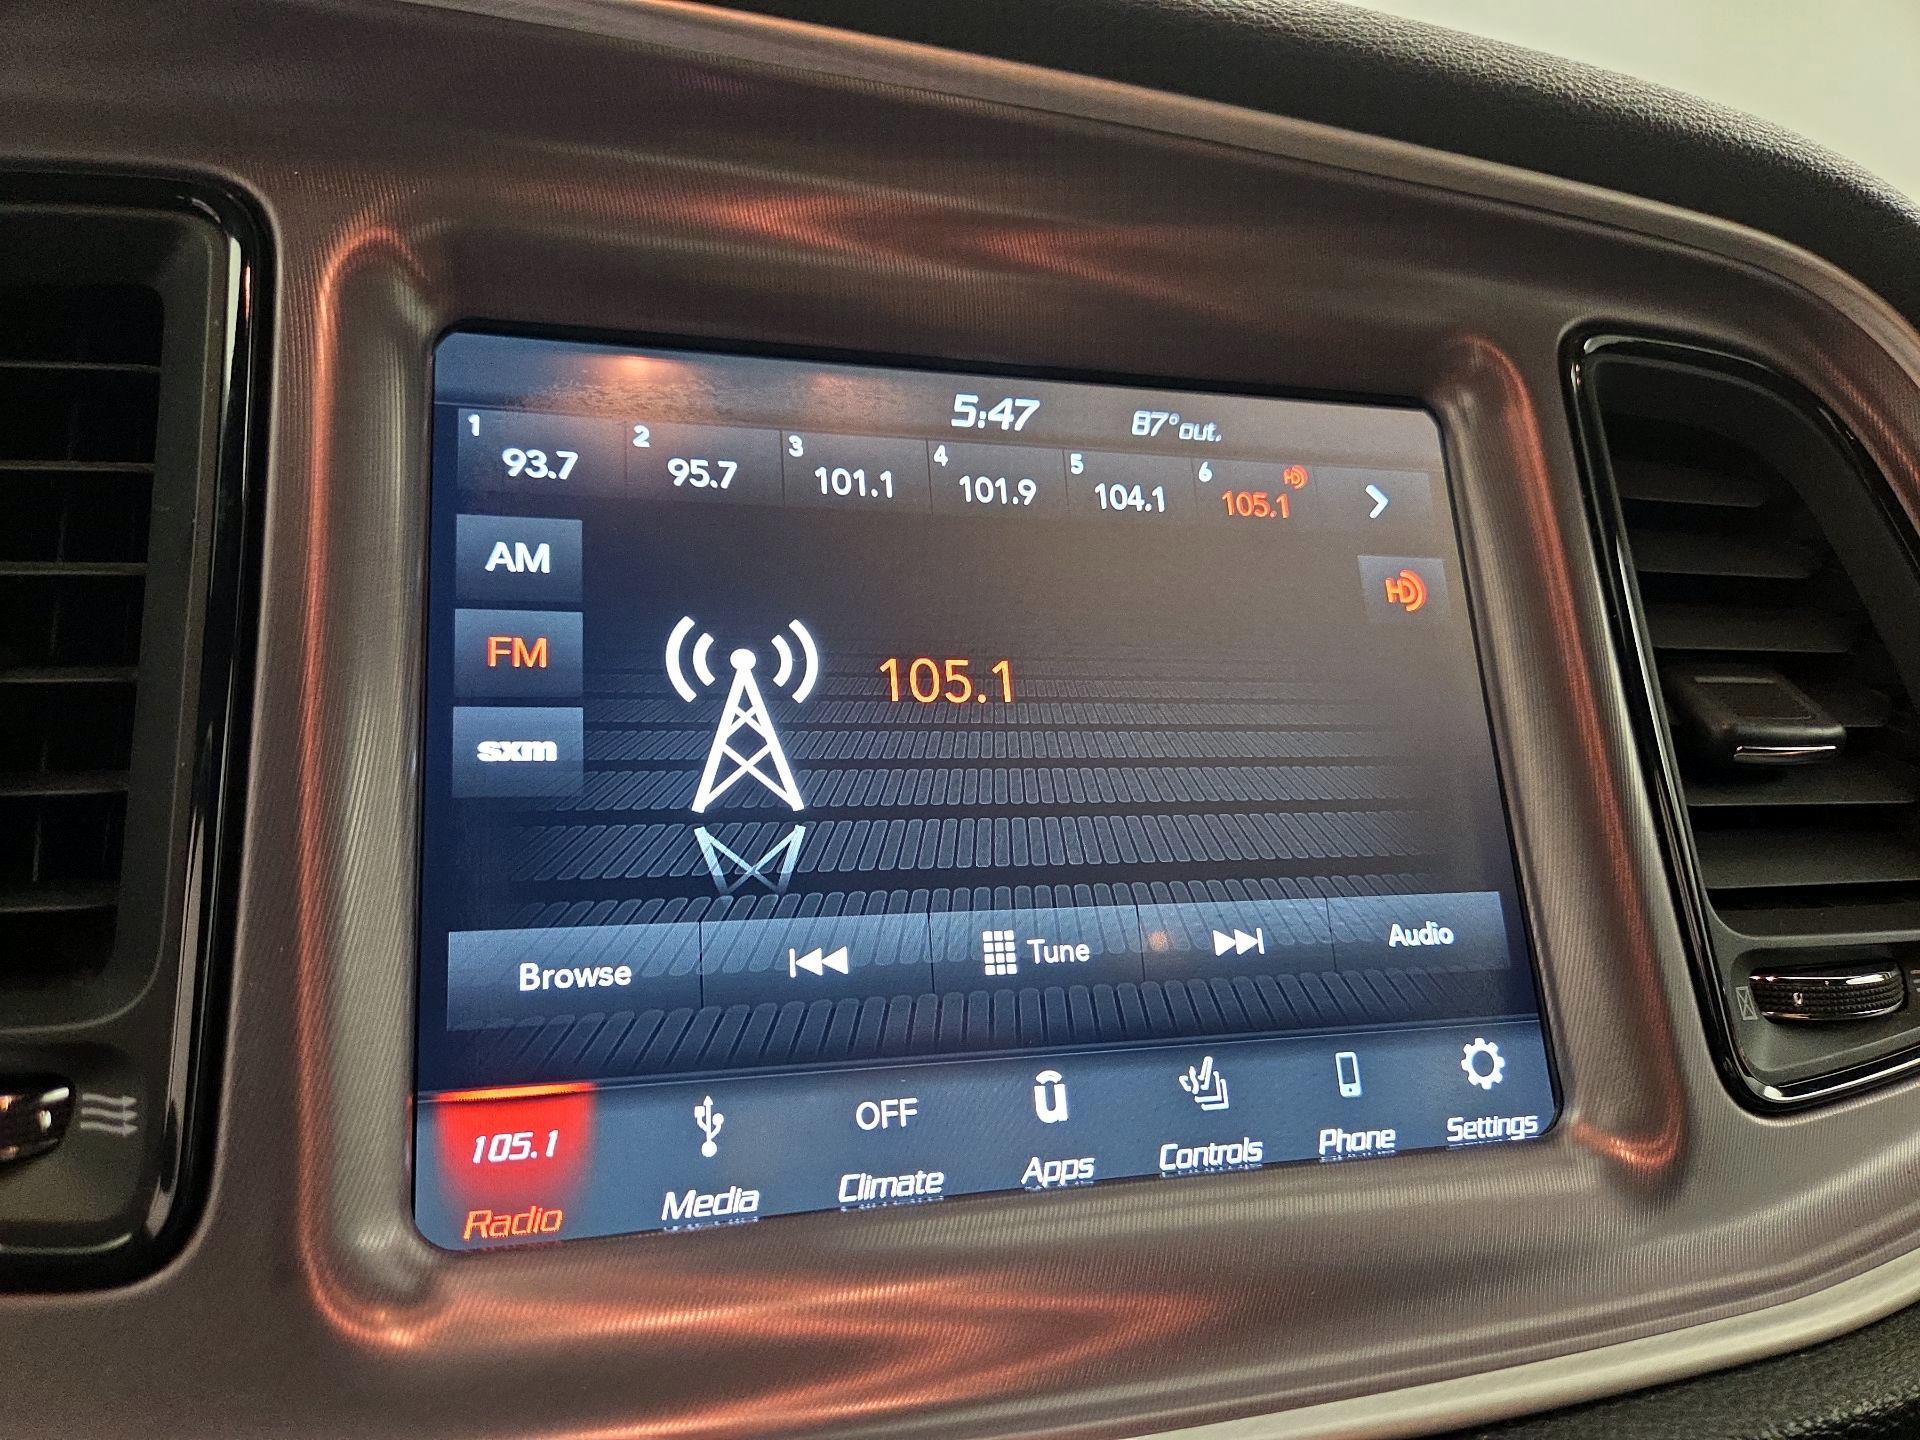 5:47 87° out.
1 93.7 2 95.7 3 101.1 4 101.9 5 104.1 6 105.1 HD
AM
HD
FM
105.1
sxm
Browse Tune Audio
105.1 OFF
Radio Media Climate Apps Controls Phone Settings